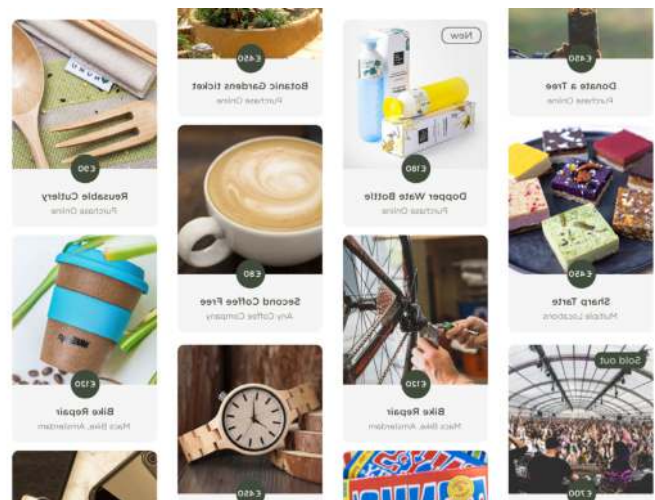 €90
Reusable Cutlery
Purchase Online
€120
Bike Repair
Macs Bike, Amsterdam
€450
Botanic Gardens ticket
Purchase Online
€80
Second Coffee Free
Any Coffee Company
€450
New
€180
Dopper Wate Bottle
Purchase Online
€120
Bike Repair
Macs Bike, Amsterdam
€450
Donate a Tree
Purchase Online
€450
Sharp Tarte
Mutliple Locations
Sold out
€700